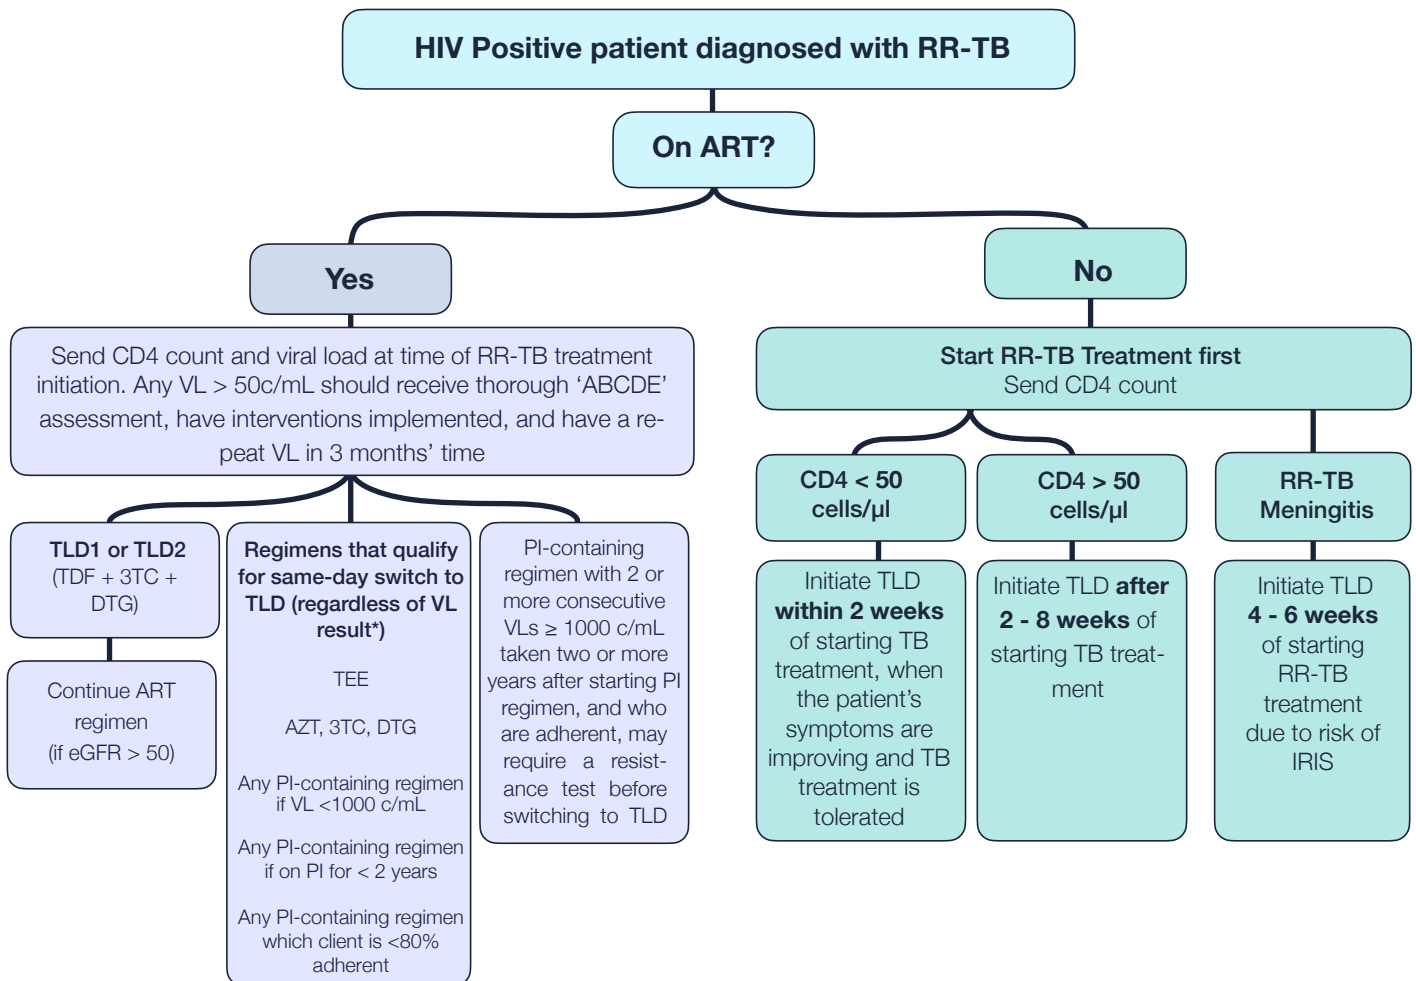 HIV Positive patient diagnosed with RR-TB
On ART?
Yes
Send CD4 count and viral load at time of RR-TB treatment
initiation. Any VL > 50c/mL should receive thorough ‘ABCDE’
assessment, have interventions implemented, and have a re-
peat VL in 3 months’ time
TLD1 or TLD2
(TDF + 3TC +
DTG)
Continue ART
regimen
(if eGFR > 50)
Regimens that qualify
for same-day switch to
TLD (regardless of VL
result*)
TEE
AZT, 3TC, DTG
Any PI-containing regimen
if VL <1000 c/mL
Any PI-containing regimen
if on PI for < 2 years
Any PI-containing regimen
which client is <80%
adherent
PI-containing
regimen with 2 or
more consecutive
VLs ≥ 1000 c/mL
taken two or more
years after starting PI
regimen, and who
are adherent, may
require a resist-
ance test before
switching to TLD
No
Start RR-TB Treatment first
Send CD4 count
CD4 < 50
cells/µl
Initiate TLD
within 2 weeks
of starting TB
treatment, when
the patient’s
symptoms are
improving and TB
treatment is
tolerated
CD4 > 50
cells/µl
Initiate TLD after
2 - 8 weeks of
starting TB treat-
ment
RR-TB
Meningitis
Initiate TLD
4 - 6 weeks
of starting
RR-TB
treatment
due to risk of
IRIS